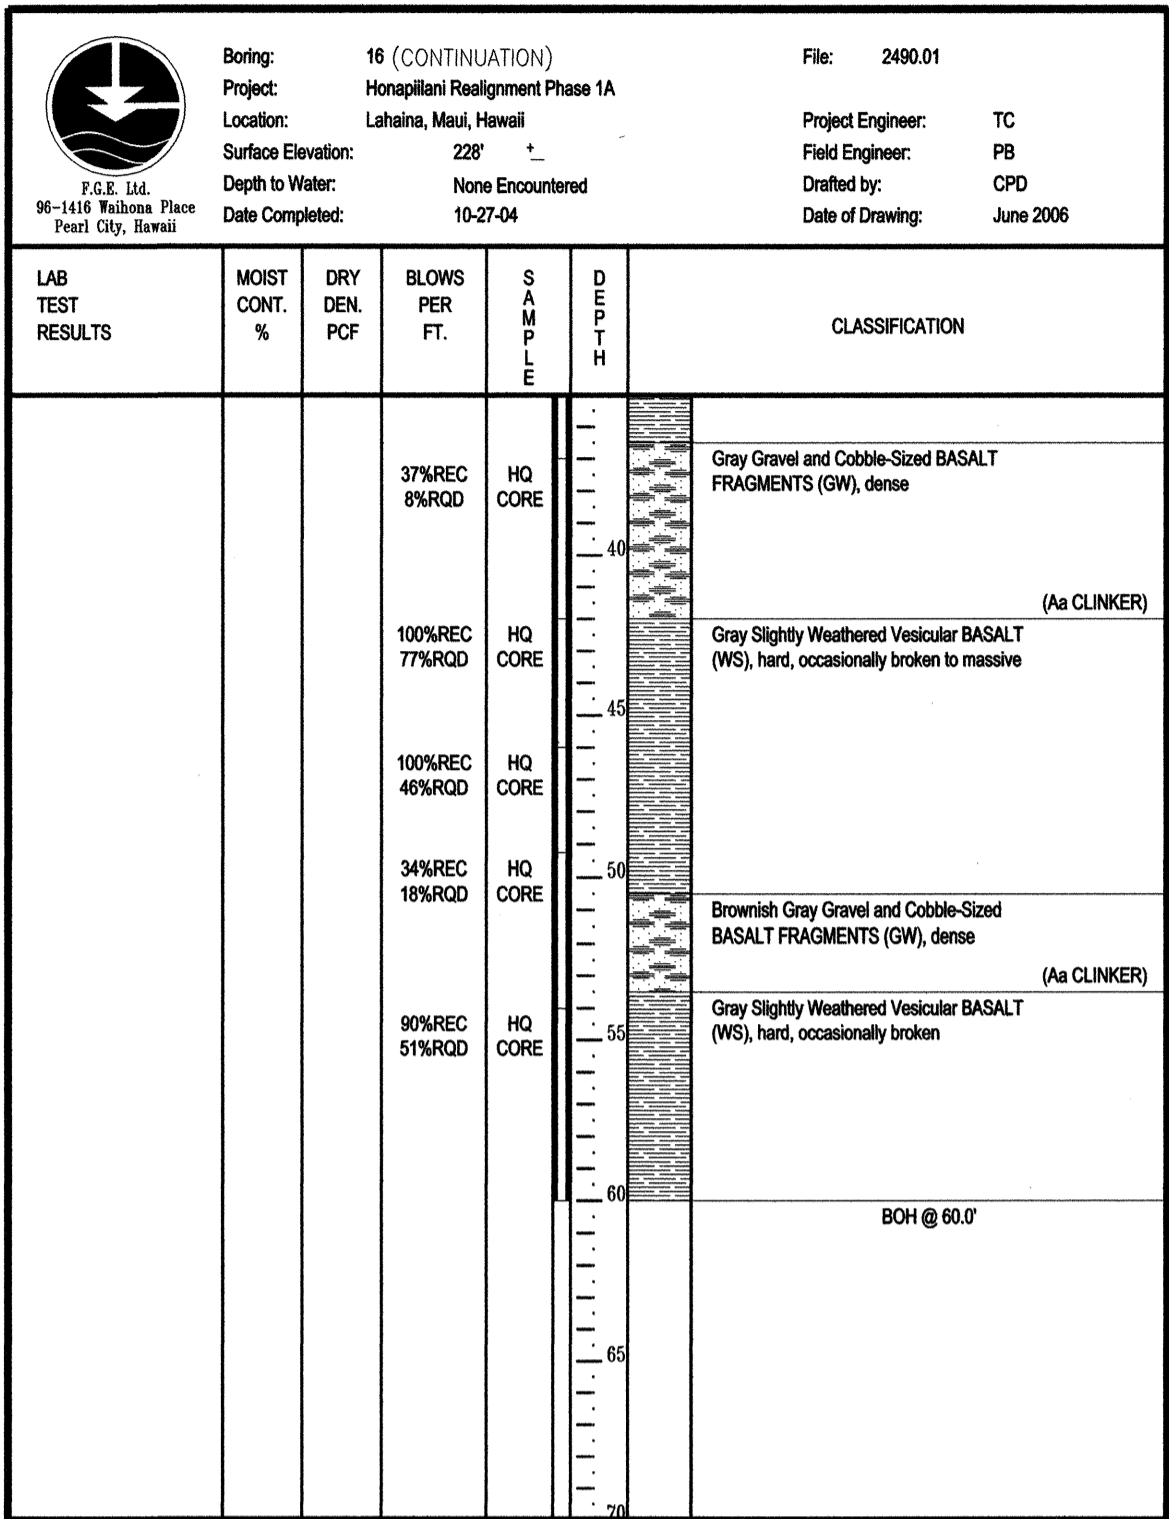 Boring: 16 (CONTINUATION) File: 2490.01
Project: Honapiilani Realignment Phase 1A
Location: Lahaina, Maui, Hawaii Project Engineer: TC
Surface Elevation: 228' +_ Field Engineer: PB
Depth to Water: None Encountered Drafted by: CPD
Date Completed: 10-27-04 Date of Drawing: June 2006
F.G.E. Ltd.
96-1416 Waihona Place
Pearl City, Hawaii
LAB
TEST
RESULTS
MOIST
CONT.
%
DRY
DEN.
PCF
BLOWS
PER
FT.
SAMPLE
DEPTH
CLASSIFICATION
Gray Gravel and Cobble-Sized BASALT
37%REC HQ
FRAGMENTS (GW), dense
8%RQD CORE
40
(Aa CLINKER)
100%REC HQ Gray Slightly Weathered Vesicular BASALT
77%RQD CORE (WS), hard, occasionally broken to massive
45
100%REC HQ
46%RQD CORE
34%REC HQ 50
18%RQD CORE
Brownish Gray Gravel and Cobble-Sized
BASALT FRAGMENTS (GW), dense
(Aa CLINKER)
Gray Slightly Weathered Vesicular BASALT
90%REC HQ 55 (WS), hard, occasionally broken
51%RQD CORE
60
BOH @ 60.0'
65
70